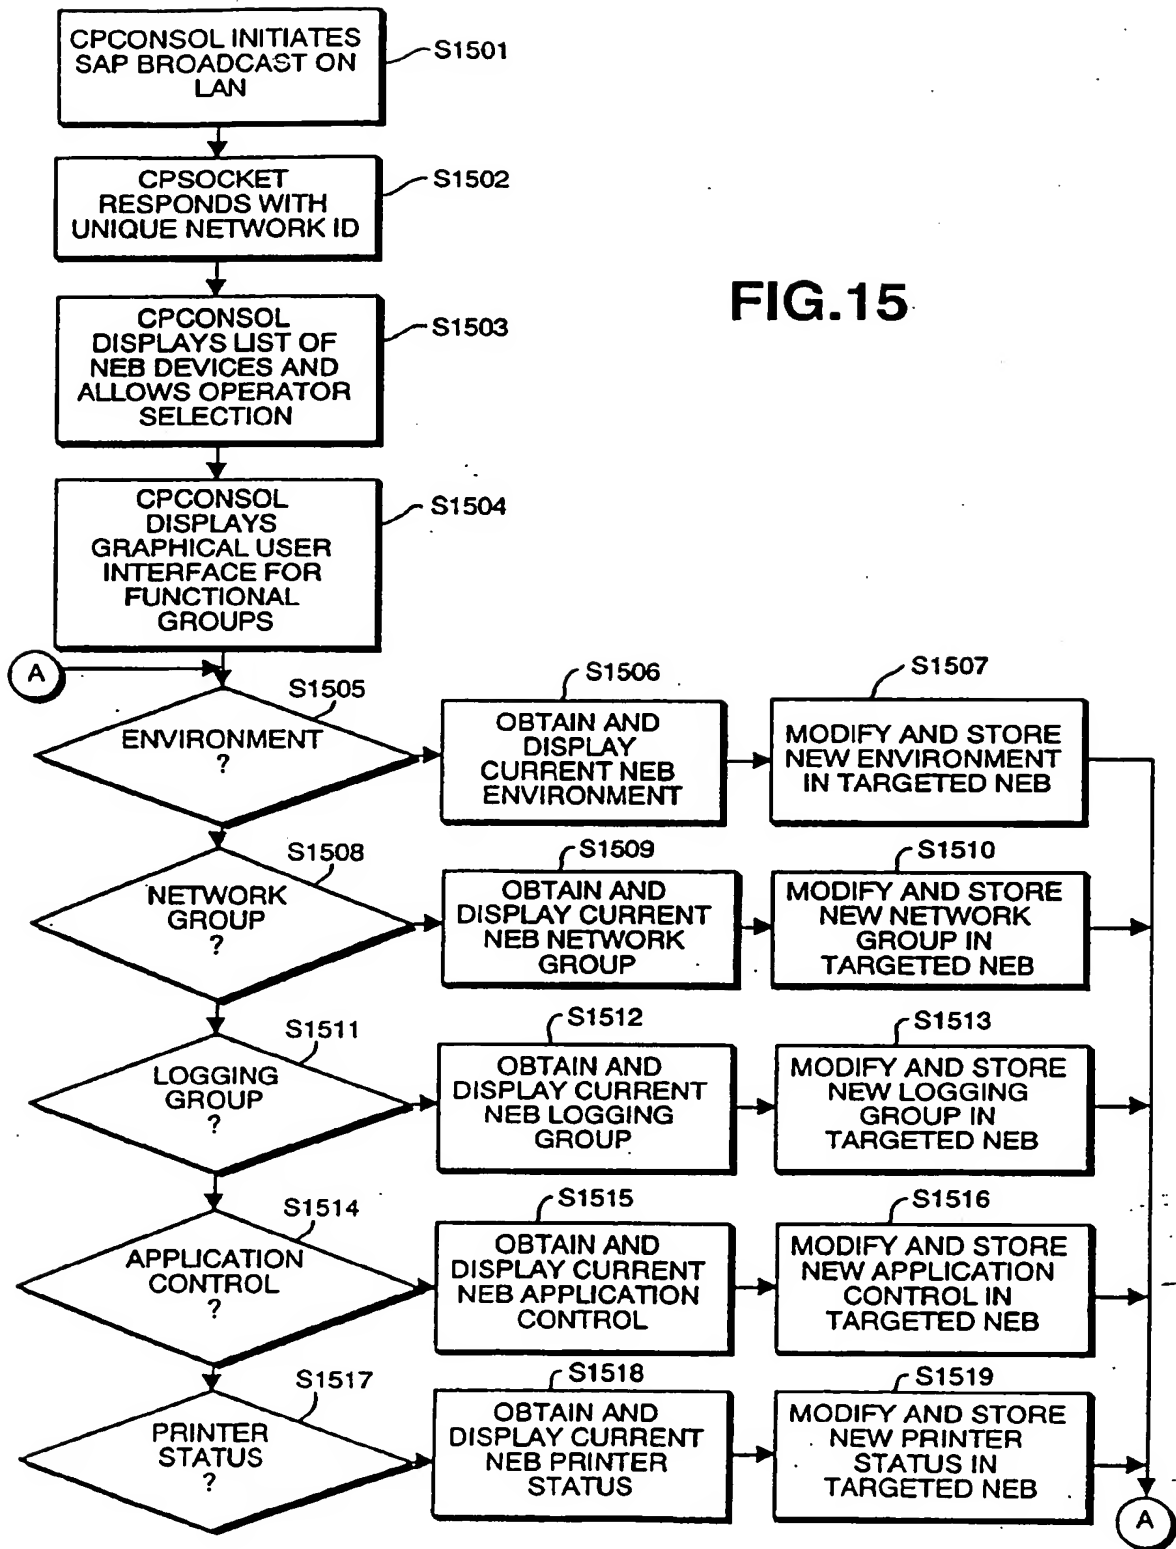 CPCONSOL INITIATES
SAP BROADCAST ON
LAN
S1501
CPSOCKET
RESPONDS WITH
UNIQUE NETWORK ID
S1502
CPCONSOL
DISPLAYS LIST OF
NEB DEVICES AND
ALLOWS OPERATOR
SELECTION
S1503
FIG.15
CPCONSOL
DISPLAYS
GRAPHICAL USER
INTERFACE FOR
FUNCTIONAL
GROUPS
S1504
A
S1505
ENVIRONMENT
?
S1506
OBTAIN AND
DISPLAY
CURRENT NEB
ENVIRONMENT
S1507
MODIFY AND STORE
NEW ENVIRONMENT
IN TARGETED NEB
S1508
NETWORK
GROUP
?
S1509
OBTAIN AND
DISPLAY CURRENT
NEB NETWORK
GROUP
S1510
MODIFY AND STORE
NEW NETWORK
GROUP IN
TARGETED NEB
S1511
LOGGING
GROUP
?
S1512
OBTAIN AND
DISPLAY CURRENT
NEB LOGGING
GROUP
S1513
MODIFY AND STORE
NEW LOGGING
GROUP IN
TARGETED NEB
S1514
APPLICATION
CONTROL
?
S1515
OBTAIN AND
DISPLAY CURRENT
NEB APPLICATION
CONTROL
S1516
MODIFY AND STORE
NEW APPLICATION
CONTROL IN
TARGETED NEB
S1517
PRINTER
STATUS
?
S1518
OBTAIN AND
DISPLAY CURRENT
NEB PRINTER
STATUS
S1519
MODIFY AND STORE
NEW PRINTER
STATUS IN
TARGETED NEB
A